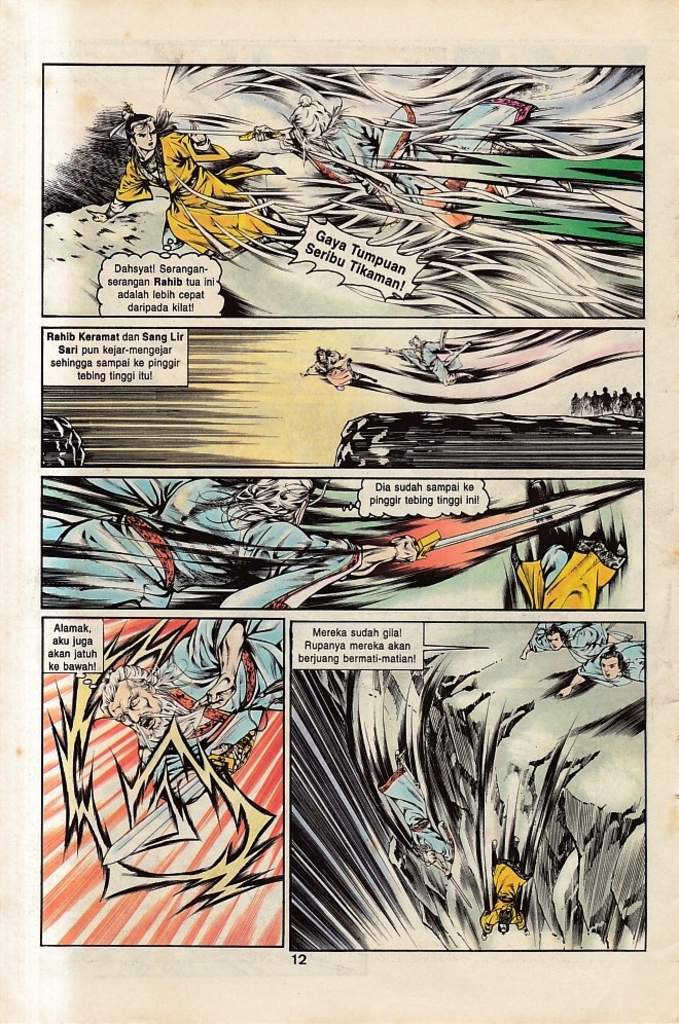 Gaya Tumpuan
Seribu Tikaman!
Dahsyat! Serangan-
serangan Rahib tua ini
adalah lebih cepat
daripada kilat!
Rahib Keramat dan Sang Lir
Sari pun kejar-mengejar
sehingga sampai ke pinggir
tebing tinggi itu!
Dia sudah sampai ke
pinggir tebing tinggi ini!
Alamak,
aku juga
akan jatuh
ke bawah!
Mereka sudah gila!
Rupanya mereka akan
berjuang bermati-matian!
12